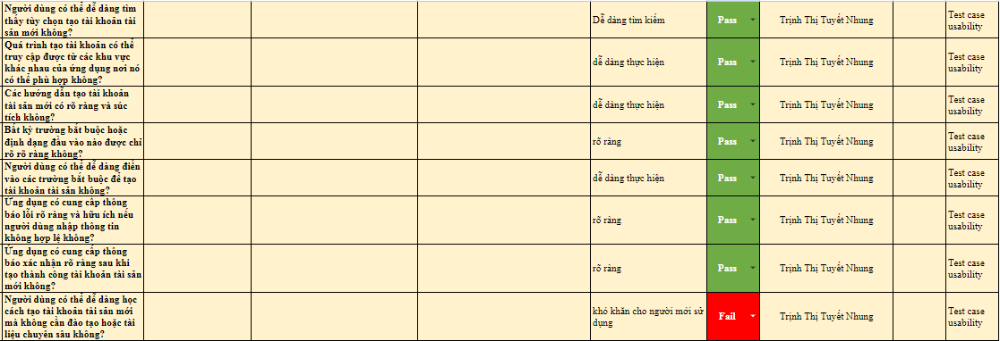 Người dùng có thể dễ dàng tìm
thấy tùy chọn tạo tài khoản tài
sản mới không?
Dễ dàng tìm kiếm
Pass
Trịnh Thị Tuyết Nhung
Test case
usability
Quá trình tạo tài khoản có thể
truy cập được từ các khu vực
khác nhau của ứng dụng nơi nó
có thể phù hợp không?
dễ dàng thực hiện
Pass
Trịnh Thị Tuyết Nhung
Test case
usability
Các hướng dẫn tạo tài khoản
tài sản mới có rõ ràng và súc
tích không?
dễ dàng thực hiện
Pass
Trịnh Thị Tuyết Nhung
Test case
usability
Bất kỳ trường bắt buộc hoặc
định dạng đầu vào nào được chỉ
rõ rõ ràng không?
rõ ràng
Pass
Trịnh Thị Tuyết Nhung
Test case
usability
Người dùng có thể dễ dàng điền
vào các trường bắt buộc để tạo
tài khoản tài sản không?
dễ dàng thực hiện
Pass
Trịnh Thị Tuyết Nhung
Test case
usability
Ứng dụng có cung cấp thông
báo lỗi rõ ràng và hữu ích nếu
người dùng nhập thông tin
không hợp lệ không?
rõ ràng
Pass
Trịnh Thị Tuyết Nhung
Test case
usability
Ứng dụng có cung cấp thông
báo xác nhận rõ ràng sau khi
tạo thành công tài khoản tài sản
mới không?
rõ ràng
Pass
Trịnh Thị Tuyết Nhung
Test case
usability
Người dùng có thể dễ dàng học
cách tạo tài khoản tài sản mới
mà không cần đào tạo hoặc tài
liệu chuyên sâu không?
khó khăn cho người mới sử
dụng
Fail
Trịnh Thị Tuyết Nhung
Test case
usability